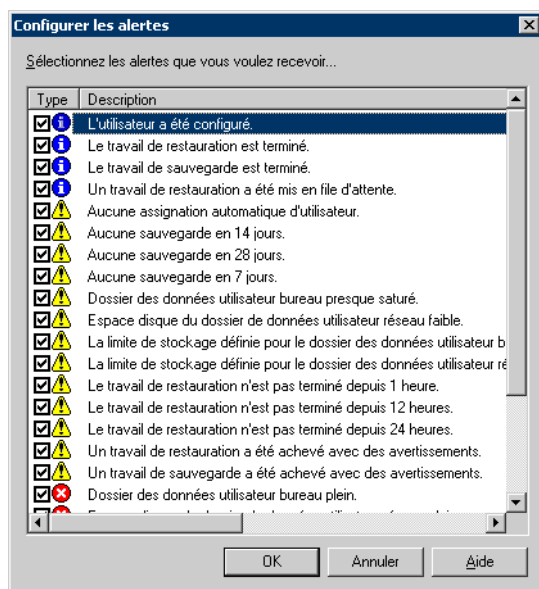 Configurer les alertes
Sélectionnez les alertes que vous voulez recevoir...
Type Description
L'utilisateur a été configuré.
Le travail de restauration est terminé.
Le travail de sauvegarde est terminé.
Un travail de restauration a été mis en file d'attente.
Aucune assignation automatique d'utilisateur.
Aucune sauvegarde en 14 jours.
Aucune sauvegarde en 28 jours.
Aucune sauvegarde en 7 jours.
Dossier des données utilisateur bureau presque saturé.
Espace disque du dossier de données utilisateur réseau faible.
La limite de stockage définie pour le dossier des données utilisateur b
La limite de stockage définie pour le dossier des données utilisateur ré
Le travail de restauration n'est pas terminé depuis 1 heure.
Le travail de restauration n'est pas terminé depuis 12 heures.
Le travail de restauration n'est pas terminé depuis 24 heures.
Un travail de restauration a été achevé avec des avertissements.
Un travail de sauvegarde a été achevé avec des avertissements.
Dossier des données utilisateur bureau plein.
OK Annuler Aide